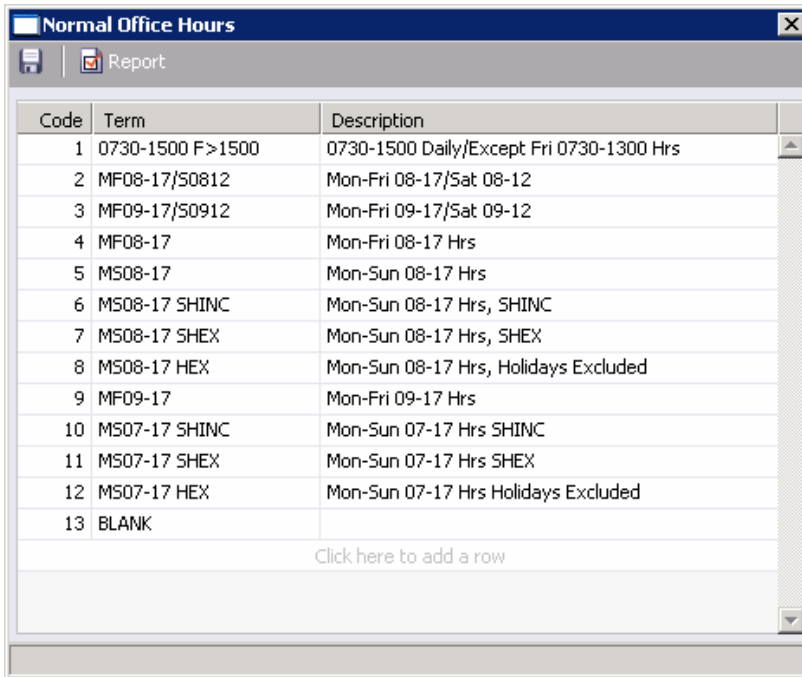 Normal Office Hours
Report
Code Term Description
1 0730-1500 F>1500 0730-1500 Daily/Except Fri 0730-1300 Hrs
2 MF08-17/S0812 Mon-Fri 08-17/Sat 08-12
3 MF09-17/S0912 Mon-Fri 09-17/Sat 09-12
4 MF08-17 Mon-Fri 08-17 Hrs
5 MS08-17 Mon-Sun 08-17 Hrs
6 MS08-17 SHINC Mon-Sun 08-17 Hrs, SHINC
7 MS08-17 SHEX Mon-Sun 08-17 Hrs, SHEX
8 MS08-17 HEX Mon-Sun 08-17 Hrs, Holidays Excluded
9 MF09-17 Mon-Fri 09-17 Hrs
10 MS07-17 SHINC Mon-Sun 07-17 Hrs SHINC
11 MS07-17 SHEX Mon-Sun 07-17 Hrs SHEX
12 MS07-17 HEX Mon-Sun 07-17 Hrs Holidays Excluded
13 BLANK
Click here to add a row